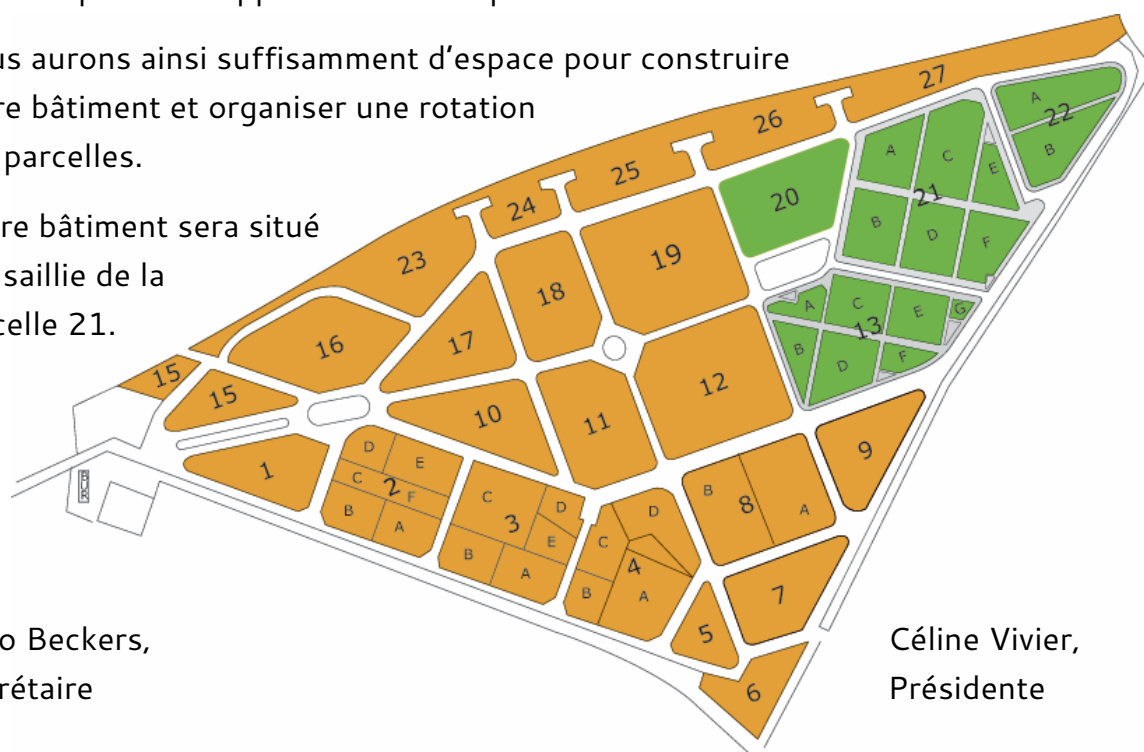 us aurons ainsi suffisamment d’espace pour construire
re bâtiment et organiser une rotation
parcelles.
re bâtiment sera situé
saillie de la
celle 21.
27
26
25
24
23
22
A
B
21
A
C
E
B
D
F
20
19
18
17
16
15
15
13
A
C
E
G
B
D
F
12
11
10
9
8
B
A
7
6
5
4
D
C
B
A
3
C
D
E
B
A
2
D
E
C
F
B
A
1
BUR
o Beckers,
rétaire
Céline Vivier,
Présidente